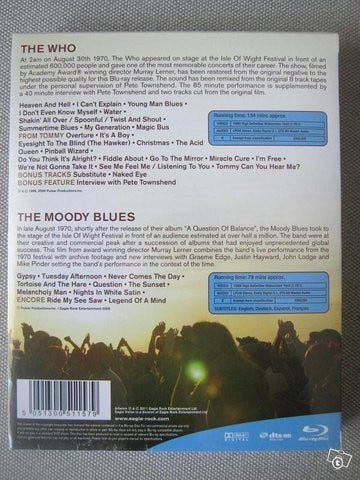 THE WHO
At 2am on August 30th 1970, The Who appeared on stage at the Isle Of Wight Festival in front of an
estimated 600,000 people and gave one of the most memorable concerts of their career. The show, filmed
by Academy Award® winning director Murray Lerner, has been restored from the original negative to the
highest possible quality for this Blu-ray release. The sound has been remixed from the original 8 track tapes
under the personal supervision of Pete Townshend. The 85 minute performance is supplemented by
a 40 minute interview with Pete Townshend and two tracks cut from the original film.
Heaven And Hell • I Can't Explain • Young Man Blues •
I Don't Even Know Myself • Water •
Shakin' All Over / Spoonful / Twist And Shout •
Summertime Blues • My Generation • Magic Bus
FROM TOMMY Overture • It's A Boy •
Eyesight To The Blind (The Hawker) • Christmas • The Acid
Queen • Pinball Wizard •
Do You Think It's Alright? • Fiddle About • Go To The Mirror • Miracle Cure • I'm Free •
We're Not Gonna Take It • See Me Feel Me / Listening To You • Tommy Can You Hear Me?
BONUS TRACKS Substitute • Naked Eye
BONUS FEATURE Interview with Pete Townshend
Running time: 134 mins approx.
VIDEO
AUDIO
THE MOODY BLUES
In late August 1970, shortly after the release of their album "A Question Of Balance", the Moody Blues took to
the stage of the Isle Of Wight Festival in front of an audience estimated at over half a million. The band were at
their creative and commercial peak after a succession of albums that had enjoyed unprecedented global
success. This film from award winning director Murray Lerner combines the band's live performance from the
1970 festival with archive footage and new interviews with Graeme Edge, Justin Hayward, John Lodge and
Mike Pinder setting the band's performance in the context of the time.
Gypsy • Tuesday Afternoon • Never Comes The Day •
Tortoise And The Hare • Question • The Sunset •
Melancholy Man • Nights In White Satin •
ENCORE Ride My See Saw • Legend Of A Mind
Running time: 79 mins approx.
VIDEO
AUDIO
SUBTITLES: English, Deutsch, Español, Français
www.eagle-rock.com
5 051300 511579
DOLBY
dts
Blu-ray Disc